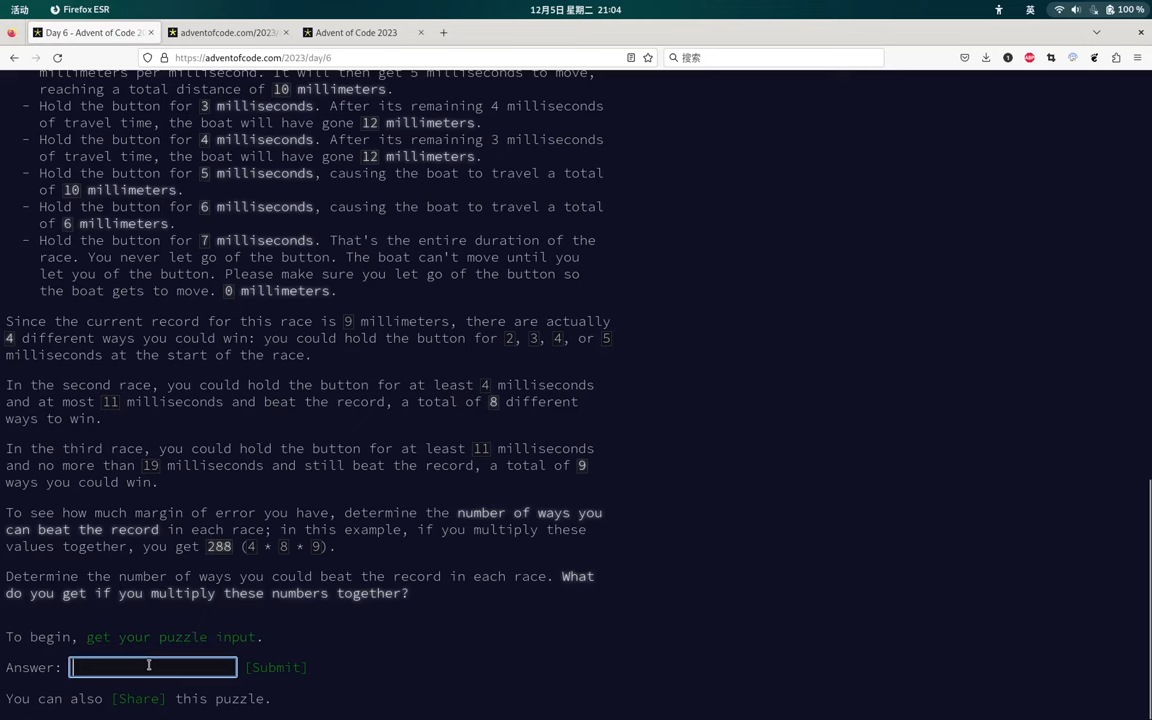 活动
Firefox ESR
12月5日 星期二 21:04
英
100 %
Day 6 - Advent of Code 2
adventofcode.com/2023/
Advent of Code 2023
https://adventofcode.com/2023/day/6
搜索
millimeters per millisecond. It will then get 5 milliseconds to move,
reaching a total distance of 10 millimeters.
- Hold the button for 3 milliseconds. After its remaining 4 milliseconds
of travel time, the boat will have gone 12 millimeters.
- Hold the button for 4 milliseconds. After its remaining 3 milliseconds
of travel time, the boat will have gone 12 millimeters.
- Hold the button for 5 milliseconds, causing the boat to travel a total
of 10 millimeters.
- Hold the button for 6 milliseconds, causing the boat to travel a total
of 6 millimeters.
- Hold the button for 7 milliseconds. That's the entire duration of the
race. You never let go of the button. The boat can't move until you
let you of the button. Please make sure you let go of the button so
the boat gets to move. 0 millimeters.
Since the current record for this race is 9 millimeters, there are actually
4 different ways you could win: you could hold the button for 2, 3, 4, or 5
milliseconds at the start of the race.
In the second race, you could hold the button for at least 4 milliseconds
and at most 11 milliseconds and beat the record, a total of 8 different
ways to win.
In the third race, you could hold the button for at least 11 milliseconds
and no more than 19 milliseconds and still beat the record, a total of 9
ways you could win.
To see how much margin of error you have, determine the number of ways you
can beat the record in each race; in this example, if you multiply these
values together, you get 288 (4 * 8 * 9).
Determine the number of ways you could beat the record in each race. What
do you get if you multiply these numbers together?
To begin, get your puzzle input.
Answer: [Submit]
You can also [Share] this puzzle.